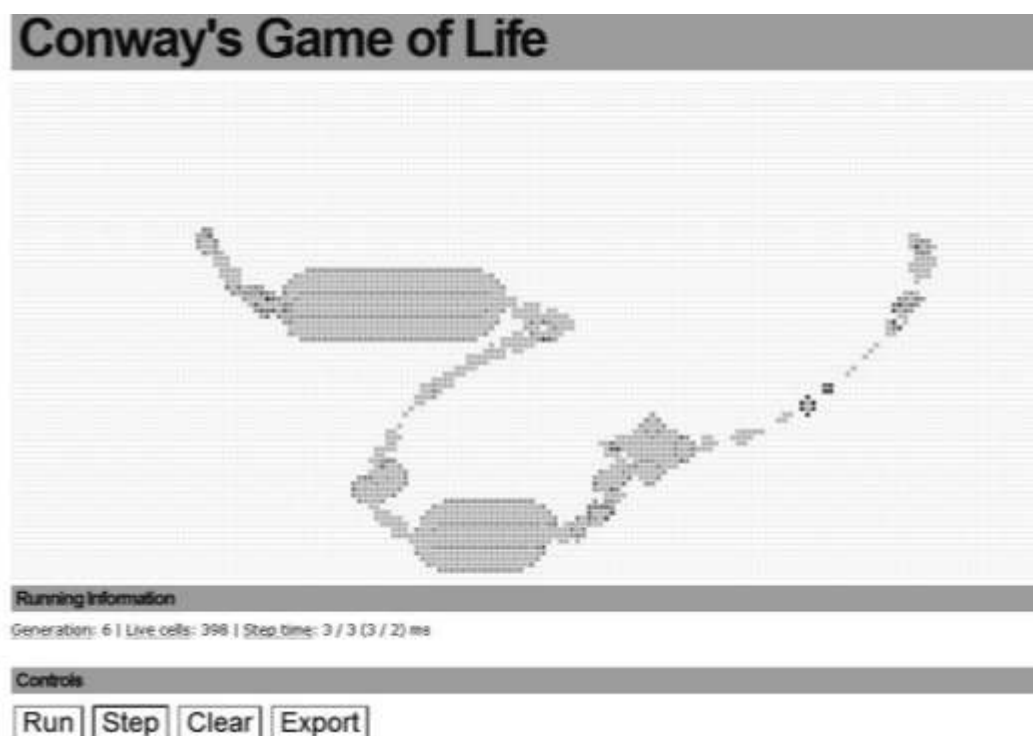 Conway's Game of Life
Running Information
Generation: 6 | Live cells: 398 | Step time: 3 / 3 (3 / 2) ms
Controls
Run Step Clear Export